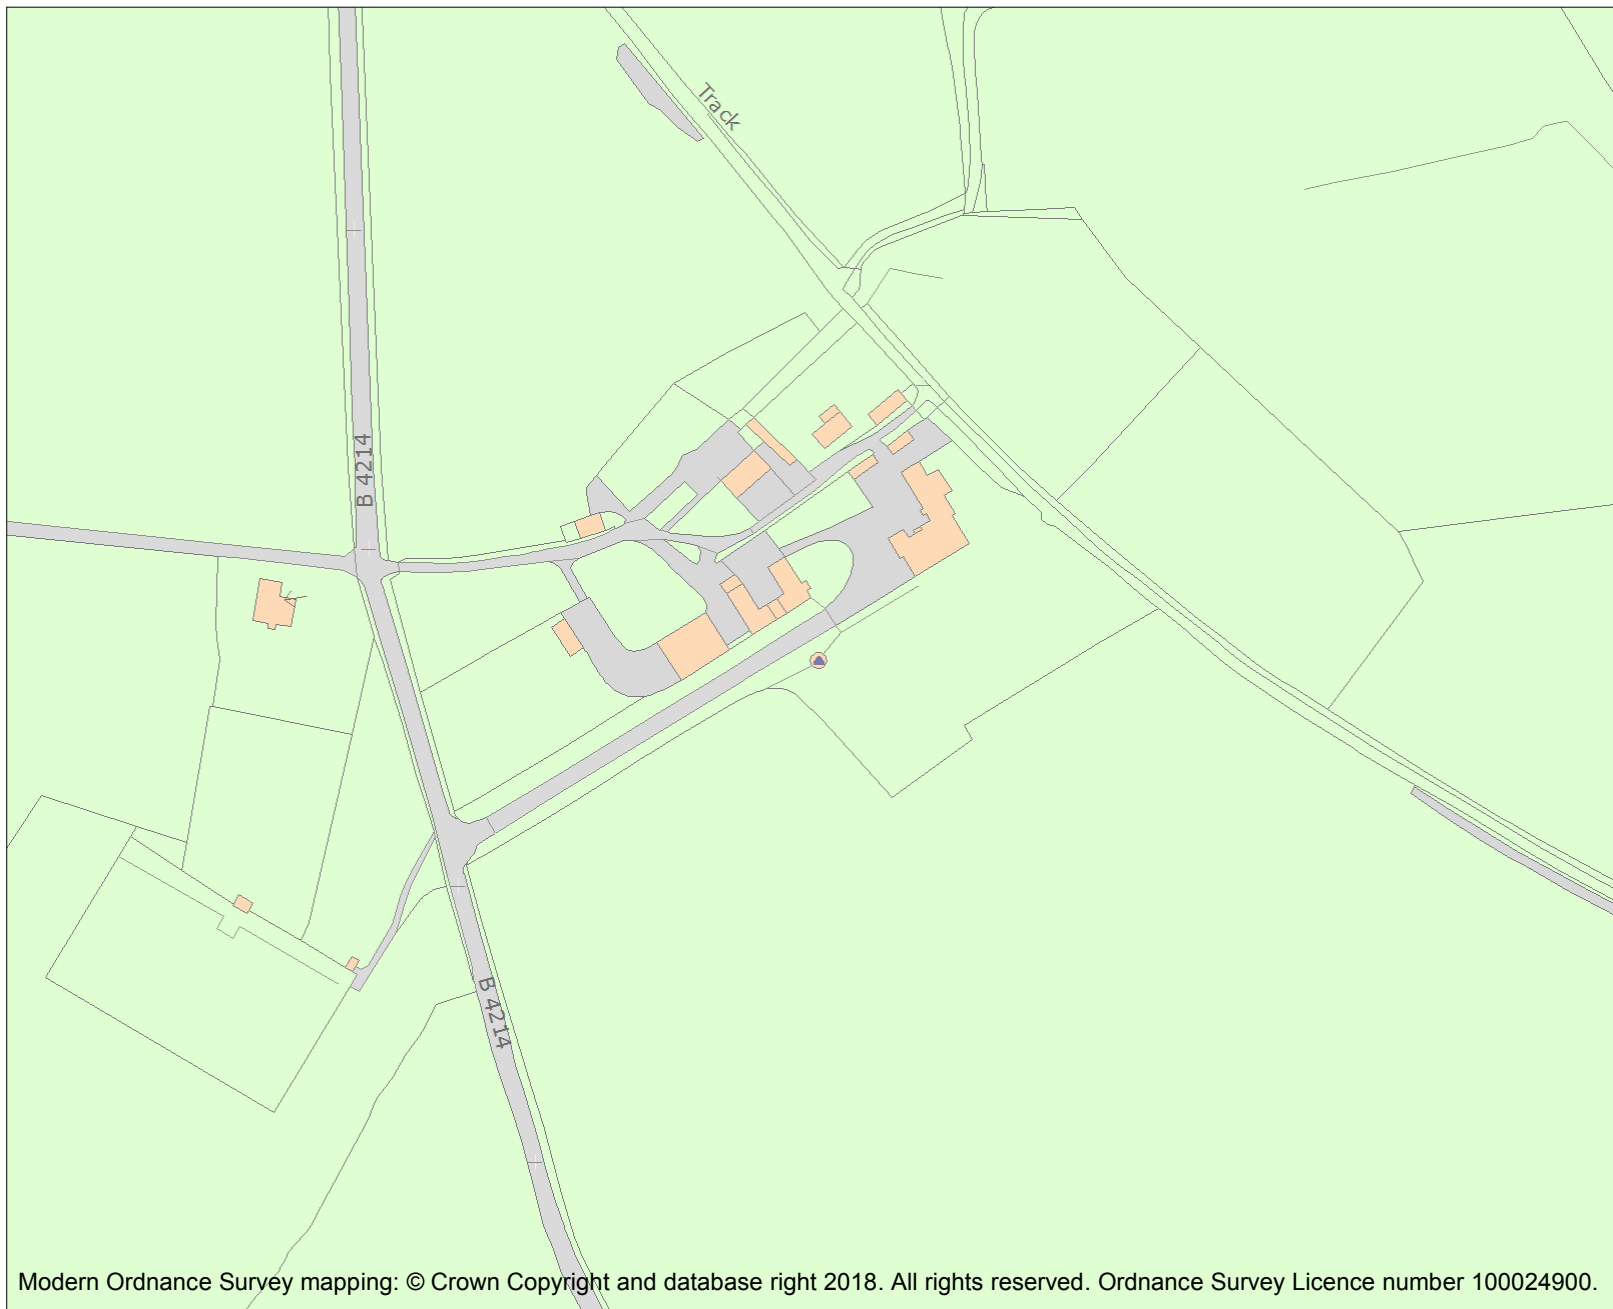 Track
B 4214
B 4214
Modern Ordnance Survey mapping: © Crown Copyright and database right 2018. All rights reserved. Ordnance Survey Licence number 100024900.